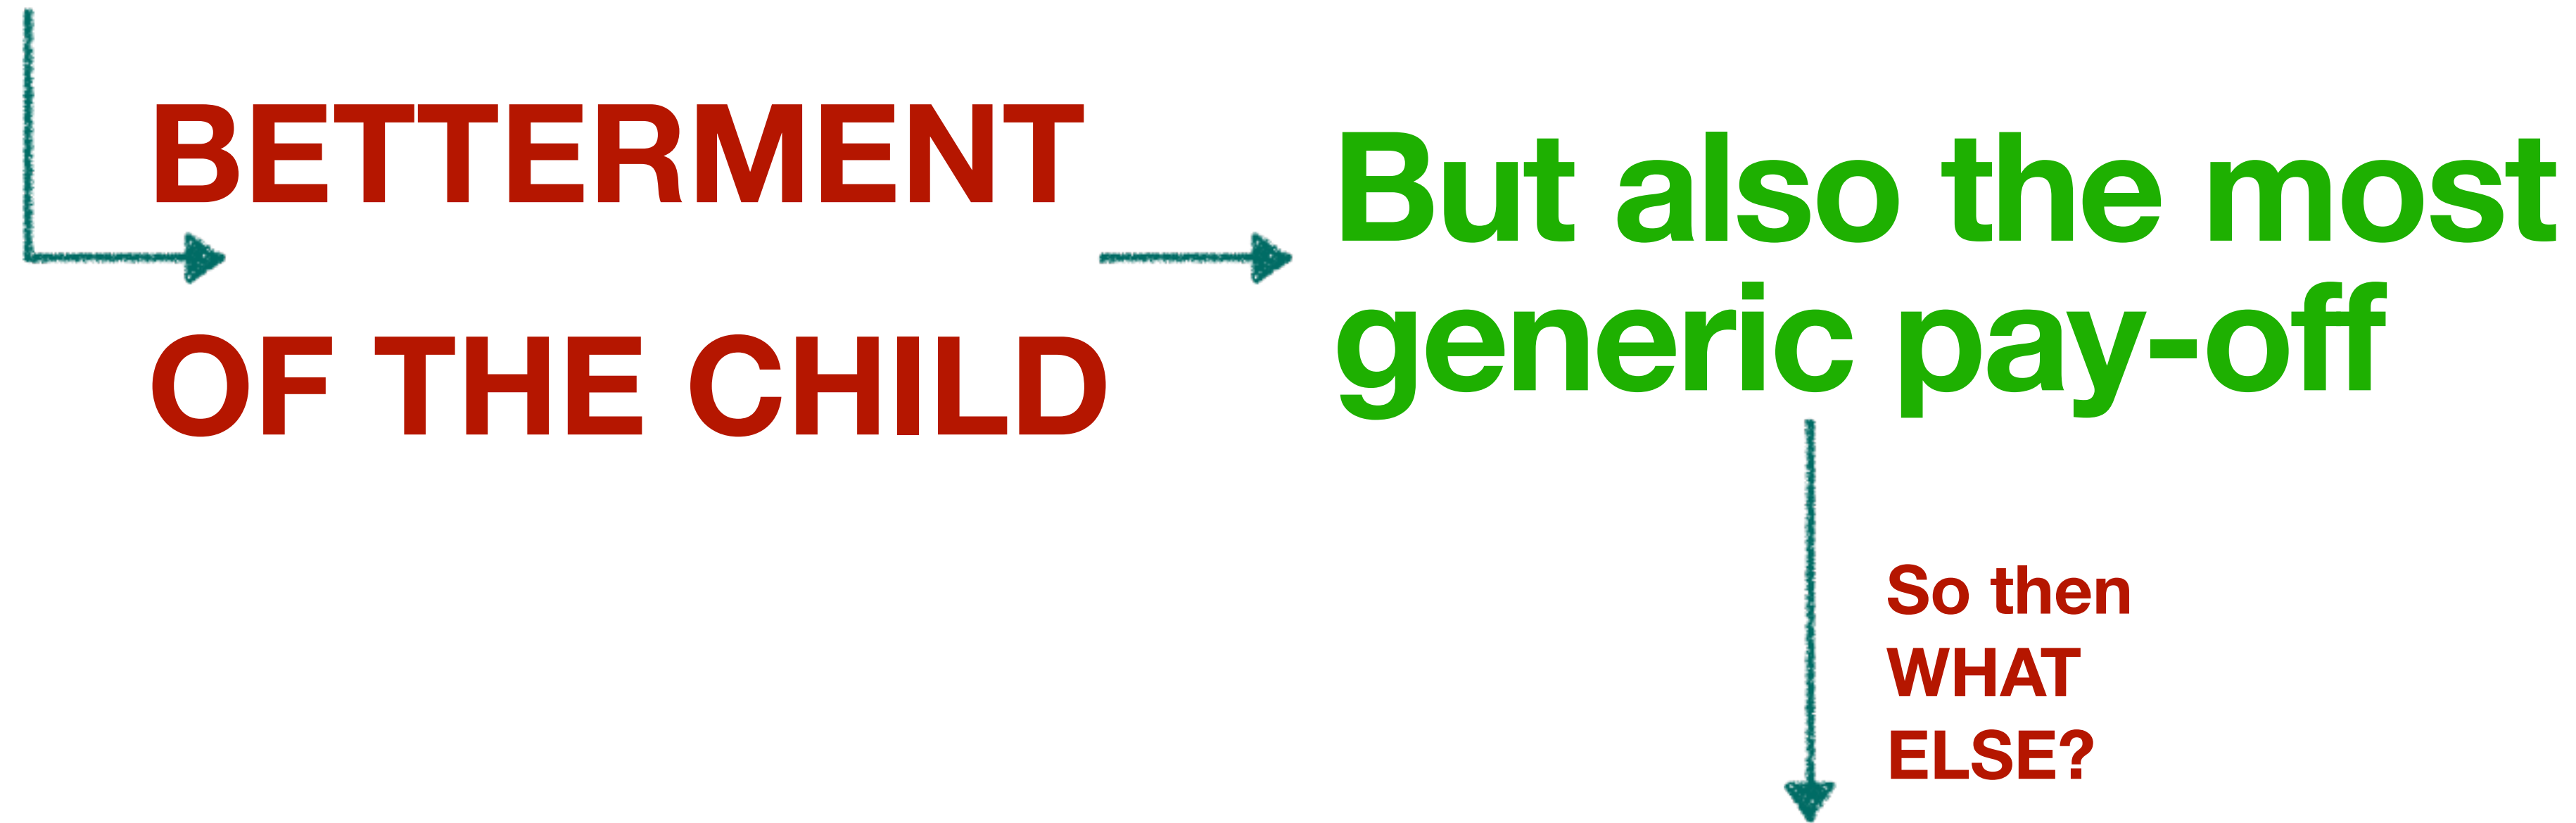 BETTERMENT
OF THE CHILD
But also the most
generic pay-off
So then
WHAT
ELSE?